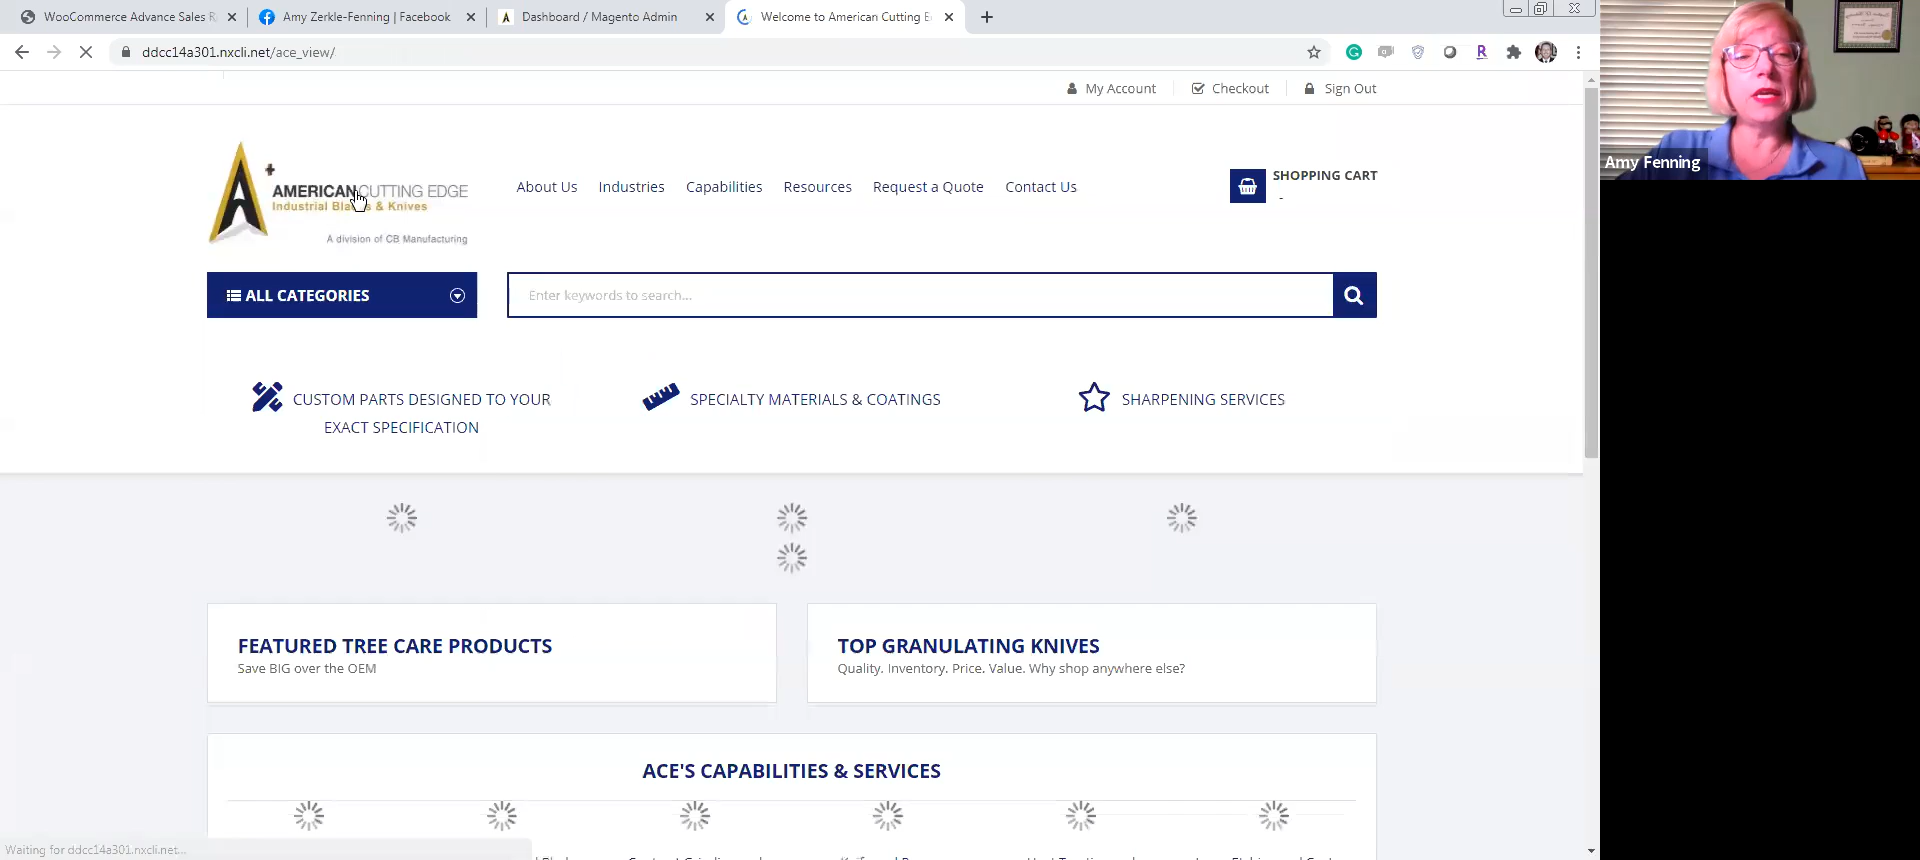 WooCommerce Advance Sales R
Amy Zerkle-Fenning | Facebook
Dashboard / Magento Admin
Welcome to American Cutting E
ddcc14a301.nxcli.net/ace_view/
My Account
Checkout
Sign Out
Amy Fenning
AMERICAN CUTTING EDGE
Industrial Blades & Knives
A division of CB Manufacturing
About Us
Industries
Capabilities
Resources
Request a Quote
Contact Us
SHOPPING CART
-
ALL CATEGORIES
Enter keywords to search...
CUSTOM PARTS DESIGNED TO YOUR
EXACT SPECIFICATION
SPECIALTY MATERIALS & COATINGS
SHARPENING SERVICES
FEATURED TREE CARE PRODUCTS
Save BIG over the OEM
TOP GRANULATING KNIVES
Quality. Inventory. Price. Value. Why shop anywhere else?
ACE'S CAPABILITIES & SERVICES
Waiting for ddcc14a301.nxcli.net...